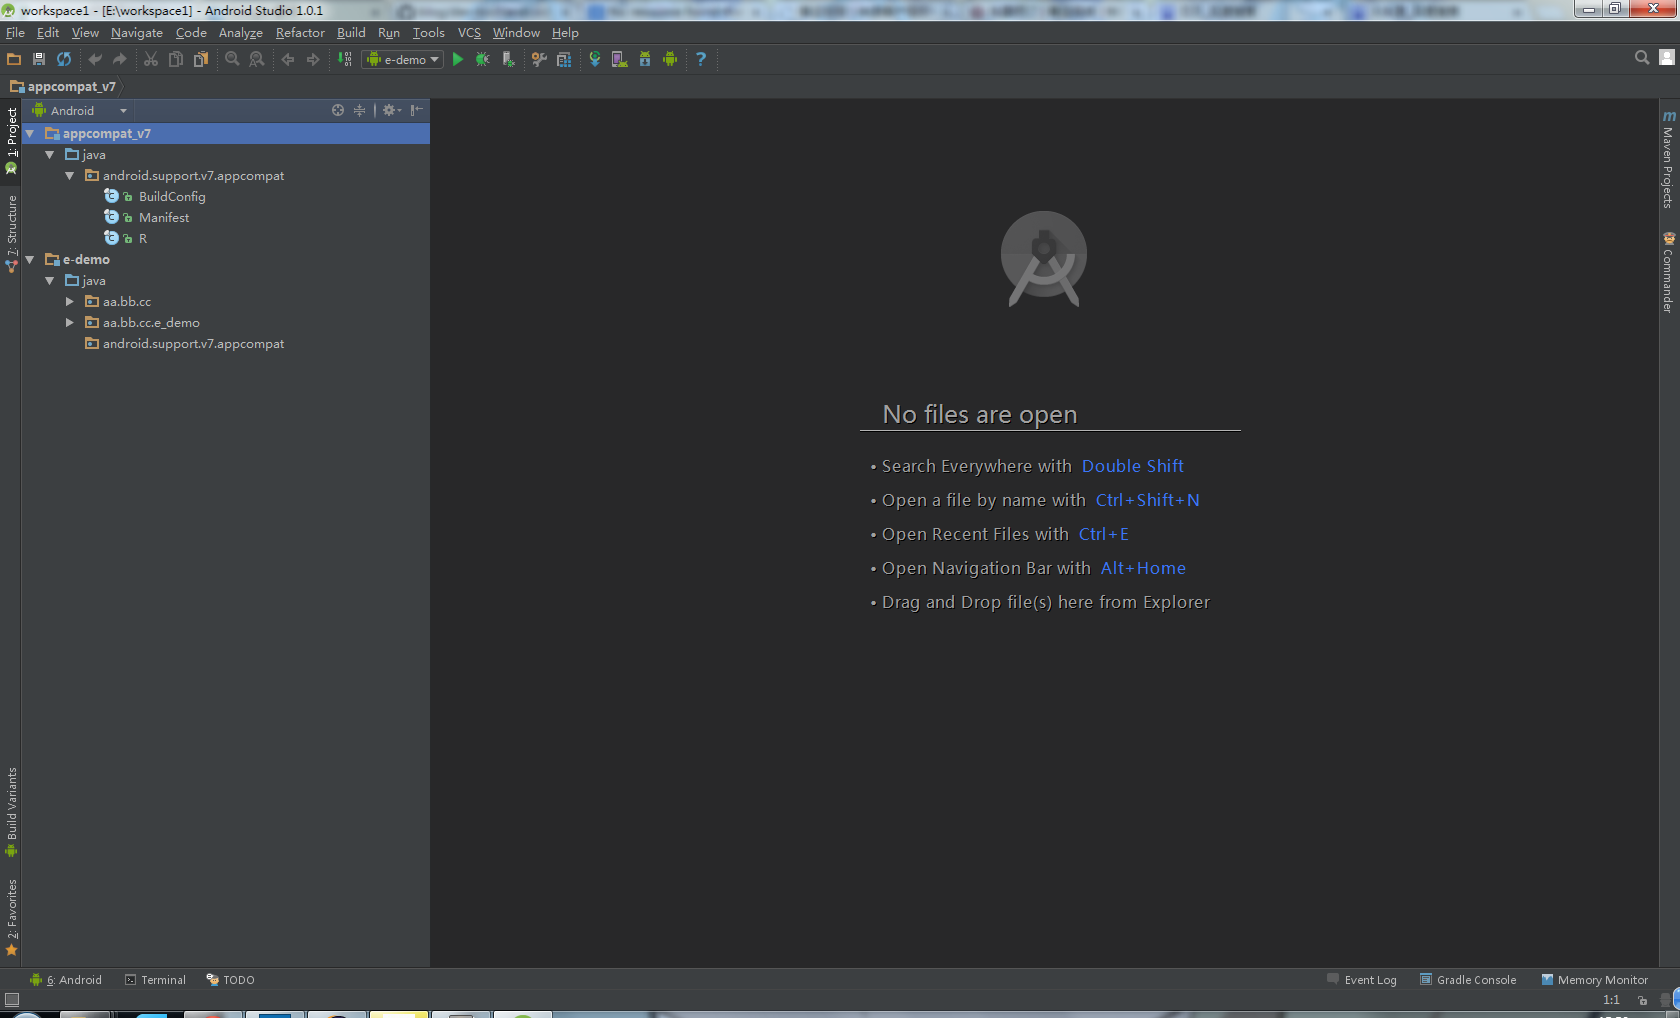 workspace1 - [E:\workspace1] - Android Studio 1.0.1
File Edit View Navigate Code Analyze Refactor Build Run Tools VCS Window Help
e-demo
appcompat_v7
Android
1: Project
7: Structure
Build Variants
2: Favorites
appcompat_v7
java
android.support.v7.appcompat
BuildConfig
Manifest
R
e-demo
java
aa.bb.cc
aa.bb.cc.e_demo
android.support.v7.appcompat
No files are open
• Search Everywhere with Double Shift
• Open a file by name with Ctrl+Shift+N
• Open Recent Files with Ctrl+E
• Open Navigation Bar with Alt+Home
• Drag and Drop file(s) here from Explorer
Maven Projects
Commander
6: Android Terminal TODO Event Log Gradle Console Memory Monitor
1:1